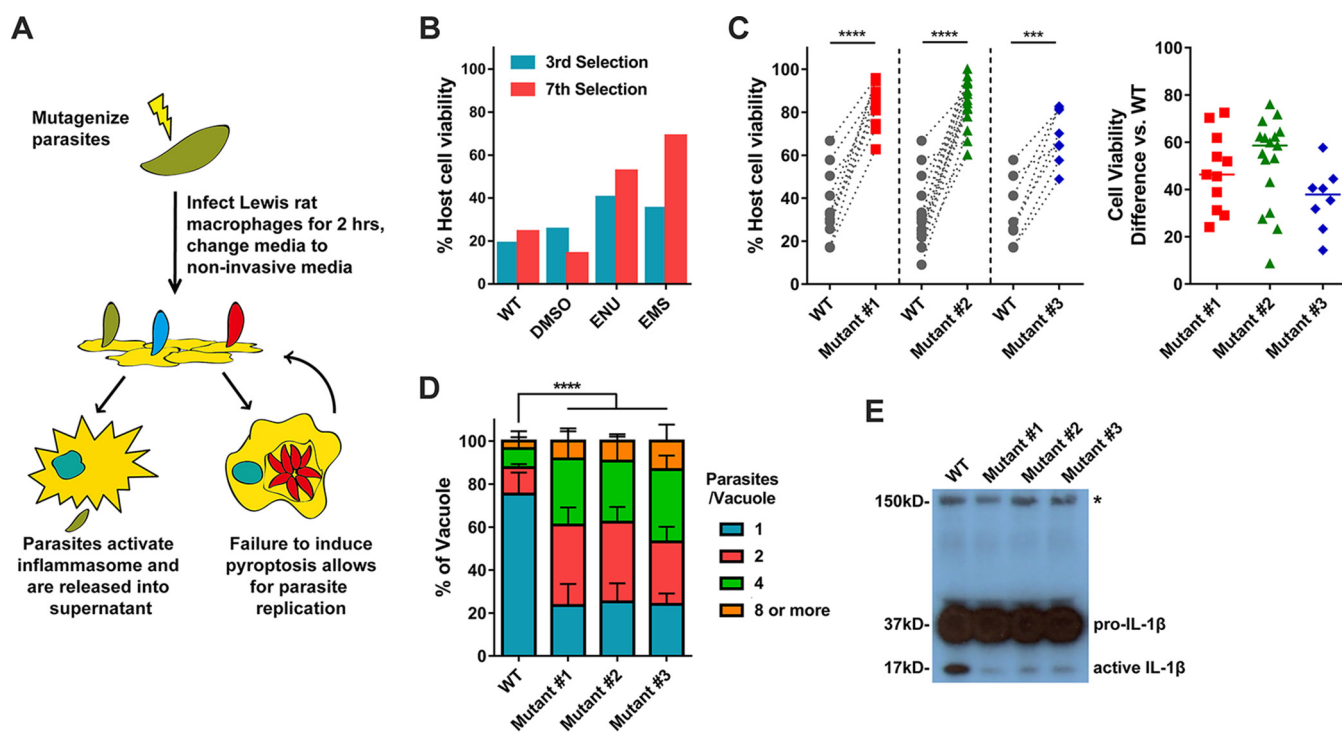 A
Mutagenize
parasites
Infect Lewis rat
macrophages for 2 hrs,
change media to
non-invasive media
Parasites activate
inflammasome and
are released into
supernatant
Failure to induce
pyroptosis allows
for parasite
replication
B
% Host cell viability
100
80
60
40
20
0
3rd Selection
7th Selection
WT
DMSO
ENU
EMS
C
% Host cell viability
100
80
60
40
20
0
****
****
***
WT
Mutant #1
WT
Mutant #2
WT
Mutant #3
Cell Viability
Difference vs. WT
100
80
60
40
20
0
Mutant #1
Mutant #2
Mutant #3
D
****
% of Vacuole
100
80
60
40
20
0
WT
Mutant #1
Mutant #2
Mutant #3
Parasites
/Vacuole
1
2
4
8 or more
E
WT
Mutant #1
Mutant #2
Mutant #3
150kD-
*
37kD-
pro-IL-1β
17kD-
active IL-1β